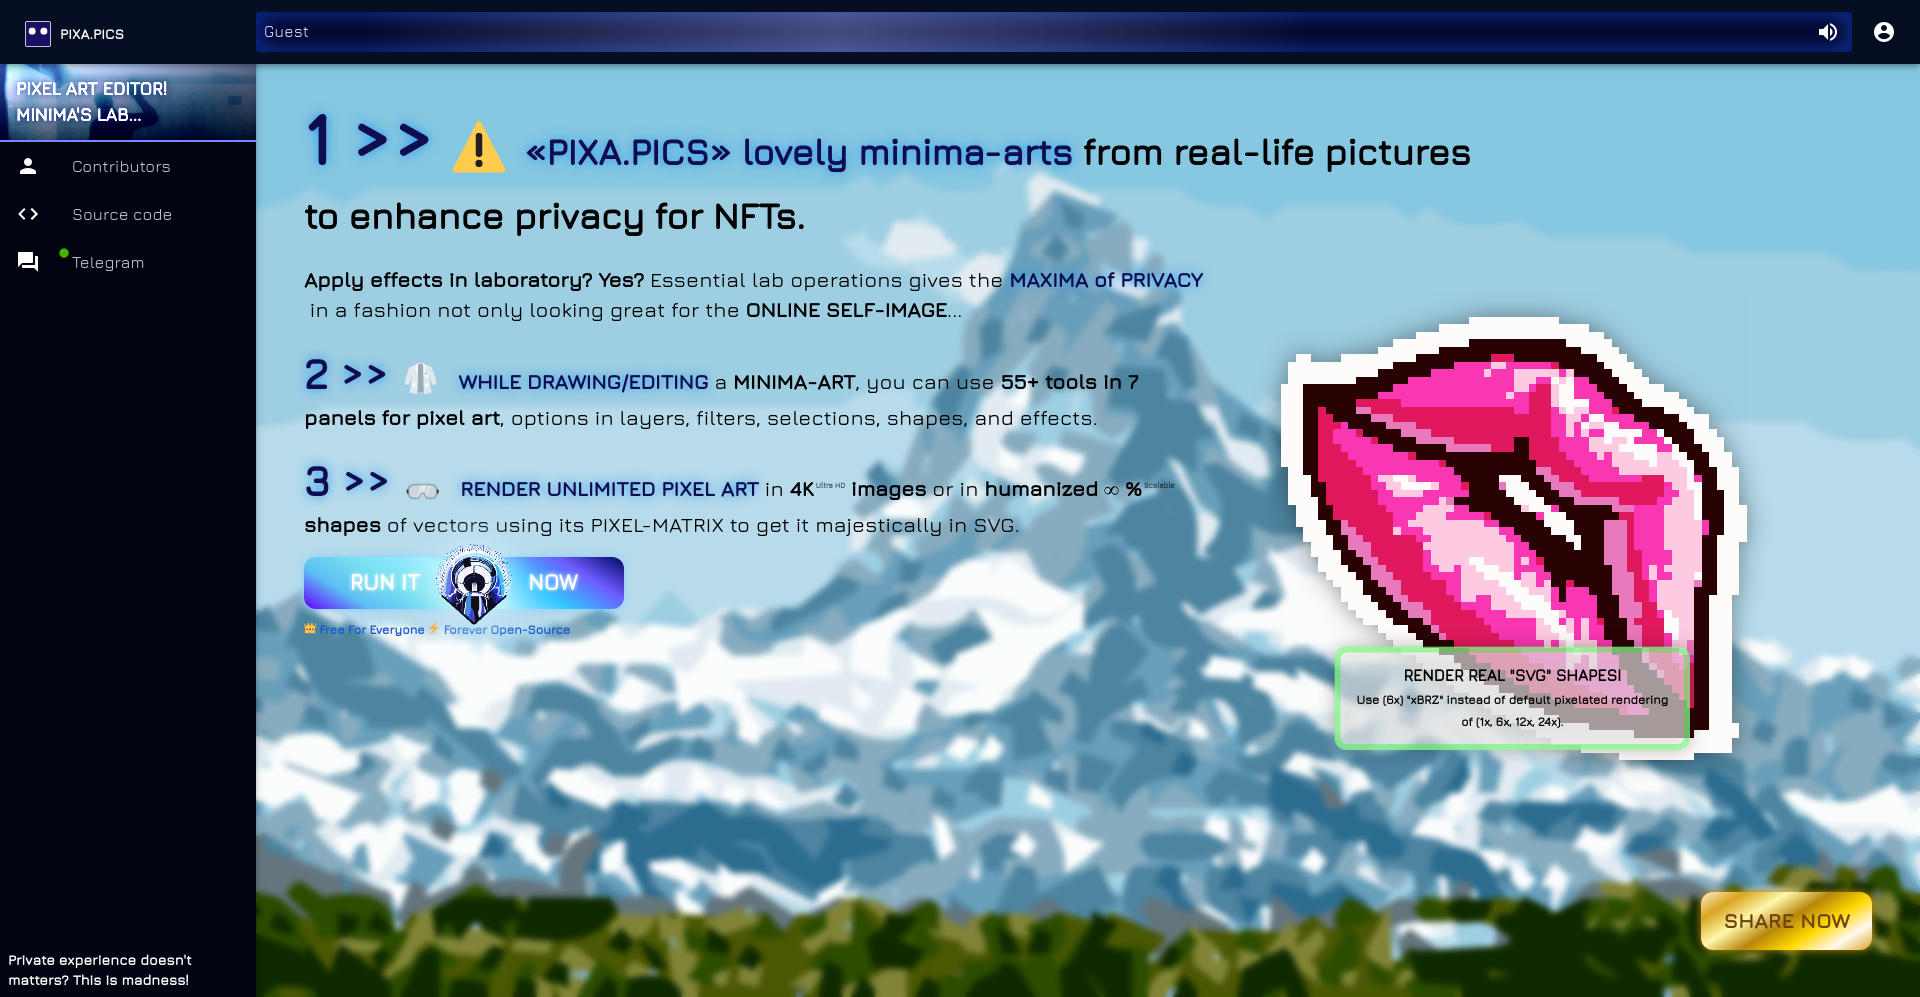 PIXA.PICS
Guest
PIXEL ART EDITOR!
MINIMA'S LAB...
Contributors
Source code
Telegram
Private experience doesn't
matters? This is madness!
1 >> «PIXA.PICS» lovely minima-arts from real-life pictures
to enhance privacy for NFTs.
Apply effects in laboratory? Yes? Essential lab operations gives the MAXIMA of PRIVACY
in a fashion not only looking great for the ONLINE SELF-IMAGE...
2 >> WHILE DRAWING/EDITING a MINIMA-ART, you can use 55+ tools in 7
panels for pixel art, options in layers, filters, selections, shapes, and effects.
3 >> RENDER UNLIMITED PIXEL ART in 4K Ultra HD images or in humanized ∞ % Scalable
shapes of vectors using its PIXEL-MATRIX to get it majestically in SVG.
RUN IT NOW
Free For Everyone Forever Open-Source
RENDER REAL "SVG" SHAPES!
Use (6x) "xBRZ" instead of default pixelated rendering
of (1x, 6x, 12x, 24x).
SHARE NOW